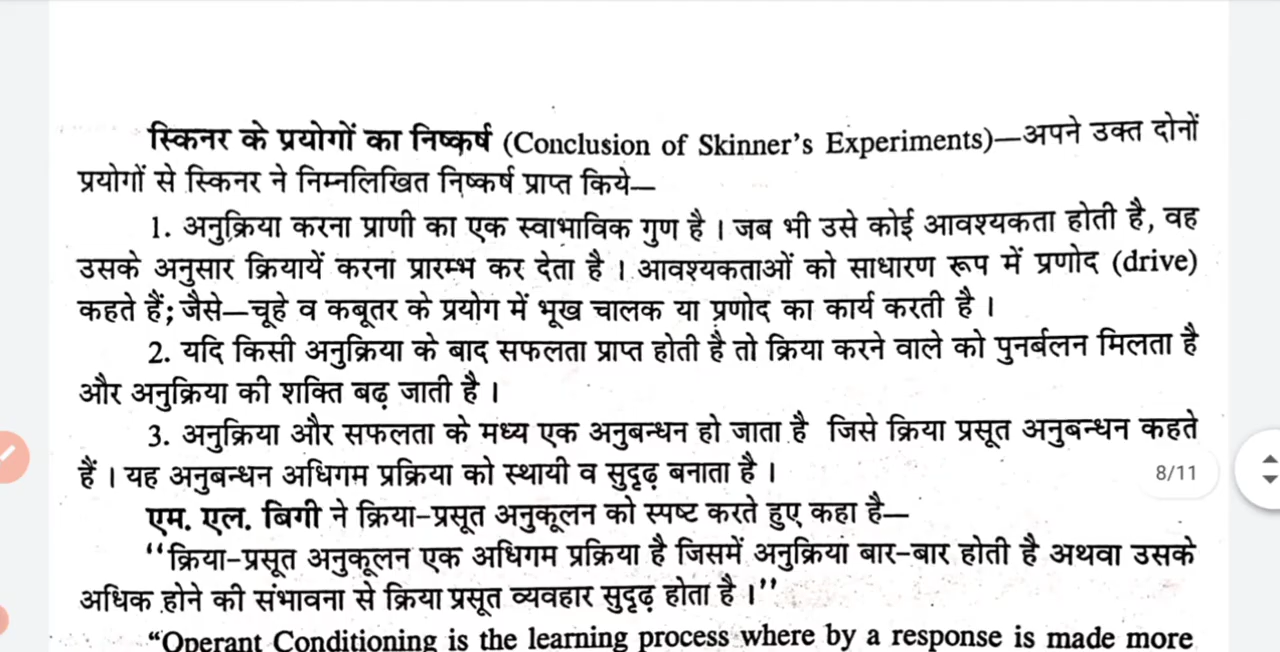 स्किनर के प्रयोगों का निष्कर्ष (Conclusion of Skinner's Experiments)—अपने उक्त दोनों
प्रयोगों से स्किनर ने निम्नलिखित निष्कर्ष प्राप्त किये—
1. अनुक्रिया करना प्राणी का एक स्वाभाविक गुण है । जब भी उसे कोई आवश्यकता होती है, वह
उसके अनुसार क्रियायें करना प्रारम्भ कर देता है । आवश्यकताओं को साधारण रूप में प्रणोद (drive)
कहते हैं; जैसे—चूहे व कबूतर के प्रयोग में भूख चालक या प्रणोद का कार्य करती है ।
2. यदि किसी अनुक्रिया के बाद सफलता प्राप्त होती है तो क्रिया करने वाले को पुनर्बलन मिलता है
और अनुक्रिया की शक्ति बढ़ जाती है ।
3. अनुक्रिया और सफलता के मध्य एक अनुबन्धन हो जाता है जिसे क्रिया प्रसूत अनुबन्धन कहते
हैं । यह अनुबन्धन अधिगम प्रक्रिया को स्थायी व सुदृढ़ बनाता है ।
8/11
एम. एल. बिगी ने क्रिया-प्रसूत अनुकूलन को स्पष्ट करते हुए कहा है—
“क्रिया-प्रसूत अनुकूलन एक अधिगम प्रक्रिया है जिसमें अनुक्रिया बार-बार होती है अथवा उसके
अधिक होने की संभावना से क्रिया प्रसूत व्यवहार सुदृढ़ होता है ।”
“Operant Conditioning is the learning process where by a response is made more